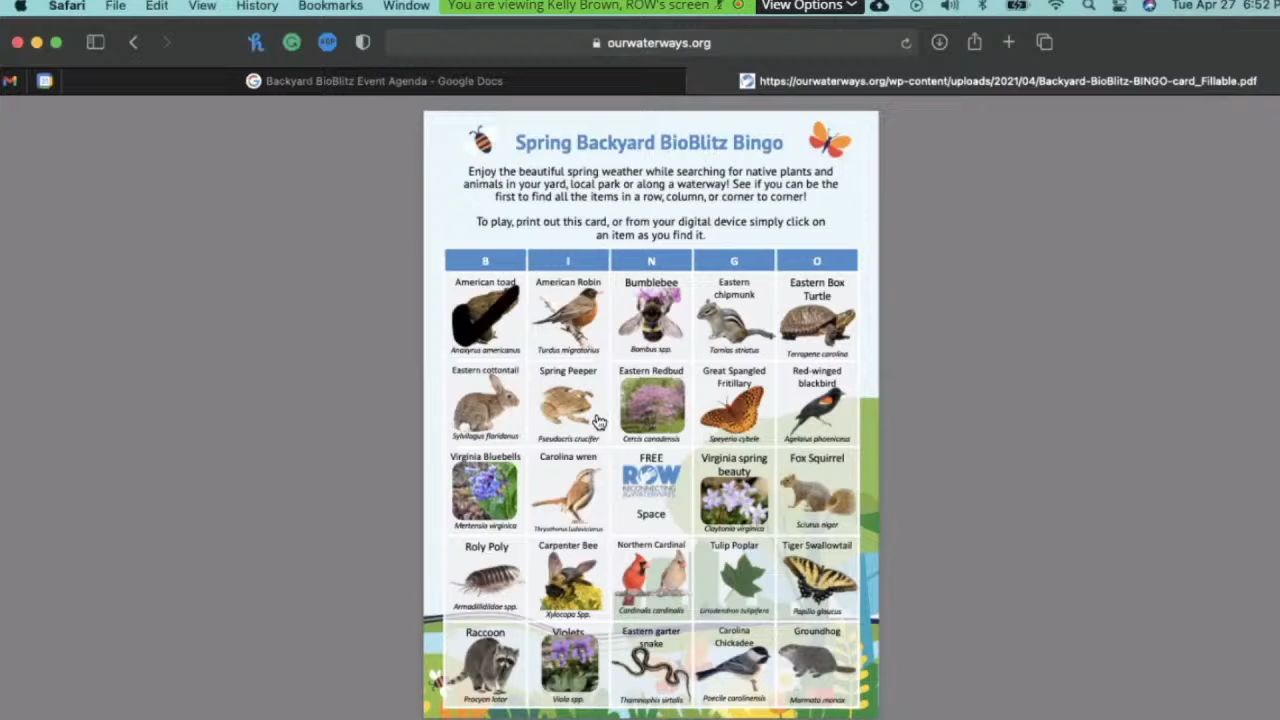 Safari File Edit View History Bookmarks Window You are viewing Kelly Brown, ROW's screen View Options Tue Apr 27 6:52 P
ourwaterways.org
Backyard BioBlitz Event Agenda - Google Docs https://ourwaterways.org/wp-content/uploads/2021/04/Backyard-BioBlitz-BINGO-card_Fillable.pdf
Spring Backyard BioBlitz Bingo
Enjoy the beautiful spring weather while searching for native plants and
animals in your yard, local park or along a waterway! See if you can be the
first to find all the items in a row, column, or corner to corner!
To play, print out this card, or from your digital device simply click on
an item as you find it.
B I N G O
American toad
Anaxyrus americanus
American Robin
Turdus migratorius
Bumblebee
Bombus spp.
Eastern
chipmunk
Tamias striatus
Eastern Box
Turtle
Terrapene carolina
Eastern cottontail
Sylvilagus floridanus
Spring Peeper
Pseudacris crucifer
Eastern Redbud
Cercis canadensis
Great Spangled
Fritillary
Speyeria cybele
Red-winged
blackbird
Agelaius phoeniceus
Virginia Bluebells
Mertensia virginica
Carolina wren
Thryothorus ludovicianus
FREE
ROW
RECONNECTING
TO OUR WATERWAYS
Space
Virginia spring
beauty
Claytonia virginica
Fox Squirrel
Sciurus niger
Roly Poly
Armadillidiidae spp.
Carpenter Bee
Xylocopa Spp.
Northern Cardinal
Cardinalis cardinalis
Tulip Poplar
Liriodendron tulipifera
Tiger Swallowtail
Papilio glaucus
Raccoon
Procyon lotor
Violets
Viola spp.
Eastern garter
snake
Thamnophis sirtalis
Carolina
Chickadee
Poecile carolinensis
Groundhog
Marmota monax